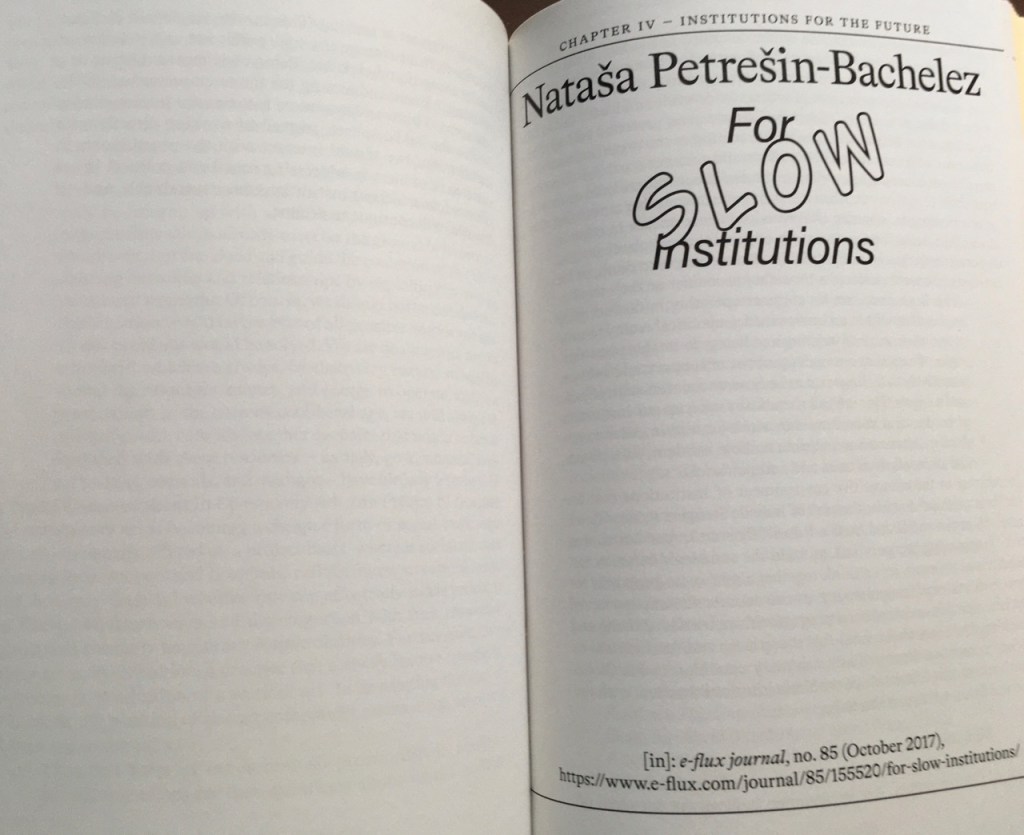 CHAPTER IV – INSTITUTIONS FOR THE FUTURE
Nataša Petrešin-Bachelez
For
SLOW
Institutions
[in]: e-flux journal, no. 85 (October 2017),
https://www.e-flux.com/journal/85/155520/for-slow-institutions/